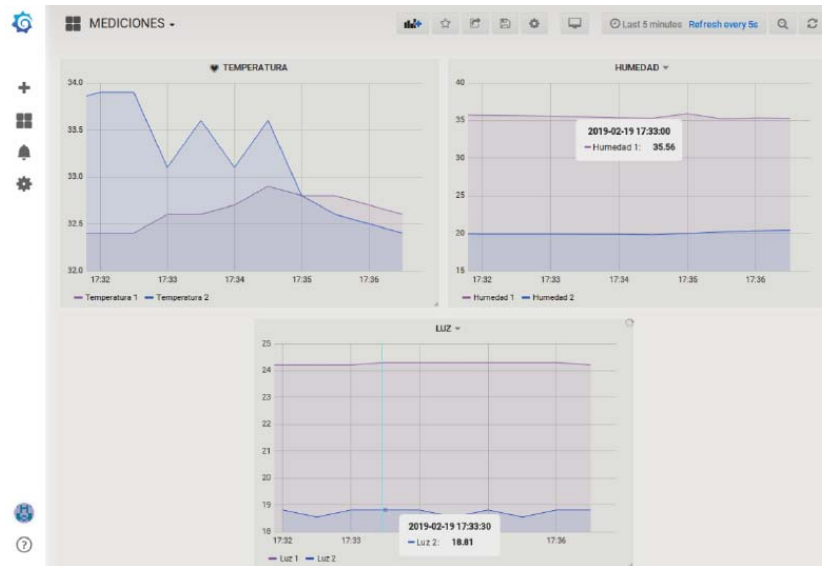 MEDICIONES
Last 5 minutes Refresh every 5s
TEMPERATURA
34.0
33.5
33.0
32.5
32.0
17:32 17:33 17:34 17:35 17:36
Temperatura 1 Temperatura 2
HUMEDAD
40
35
30
25
20
15
2019-02-19 17:33:00
Humedad 1: 35.56
17:32 17:33 17:34 17:35 17:36
Humedad 1 Humedad 2
LUZ
25
24
23
22
21
20
19
18
2019-02-19 17:33:30
Luz 2: 18.81
17:32 17:33 17:36
Luz 1 Luz 2